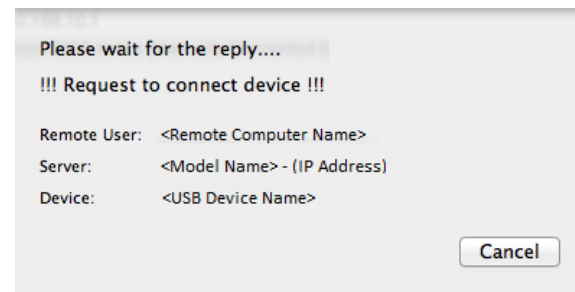 Please wait for the reply....
!!! Request to connect device !!!
Remote User: <Remote Computer Name>
Server: <Model Name> - (IP Address)
Device: <USB Device Name>
Cancel